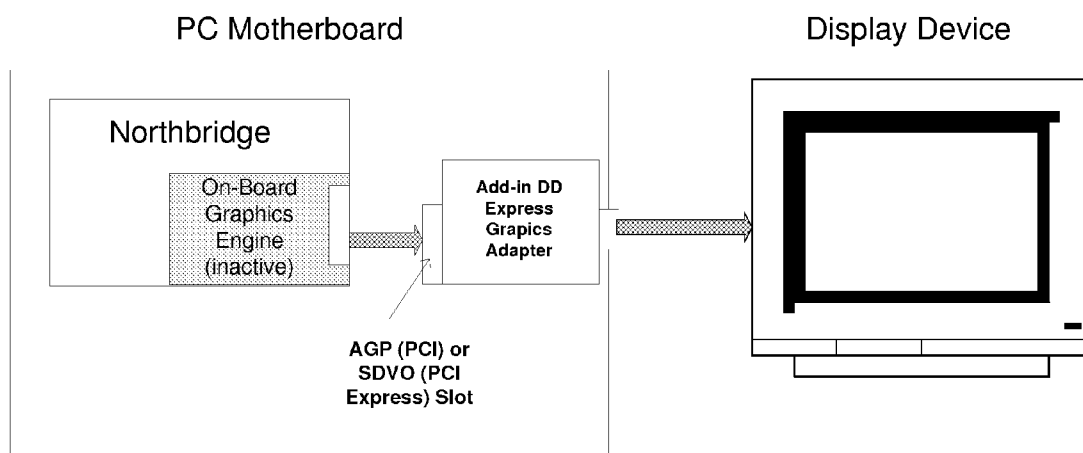 PC Motherboard
Display Device
Northbridge
On-Board
Graphics
Engine
(inactive)
Add-in DD
Express
Grapics
Adapter
AGP (PCI) or
SDVO (PCI
Express) Slot